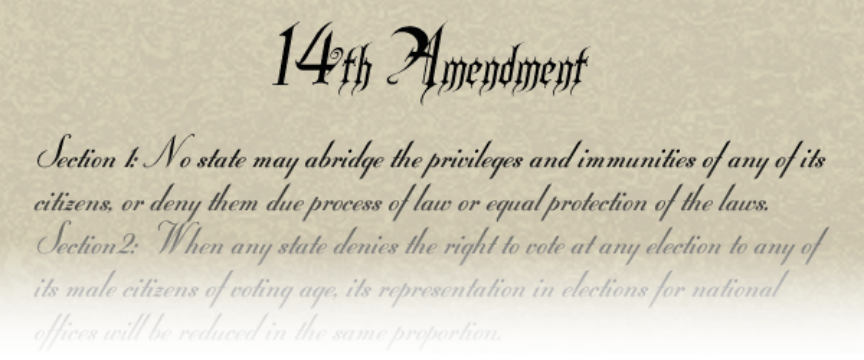 14th Amendment
Section 1: No state may abridge the privileges and immunities of any of its
citizens, or deny them due process of law or equal protection of the laws.
Section2: When any state denies the right to vote at any election to any of
its male citizens of voting age, its representation in elections for national
offices will be reduced in the same proportion.